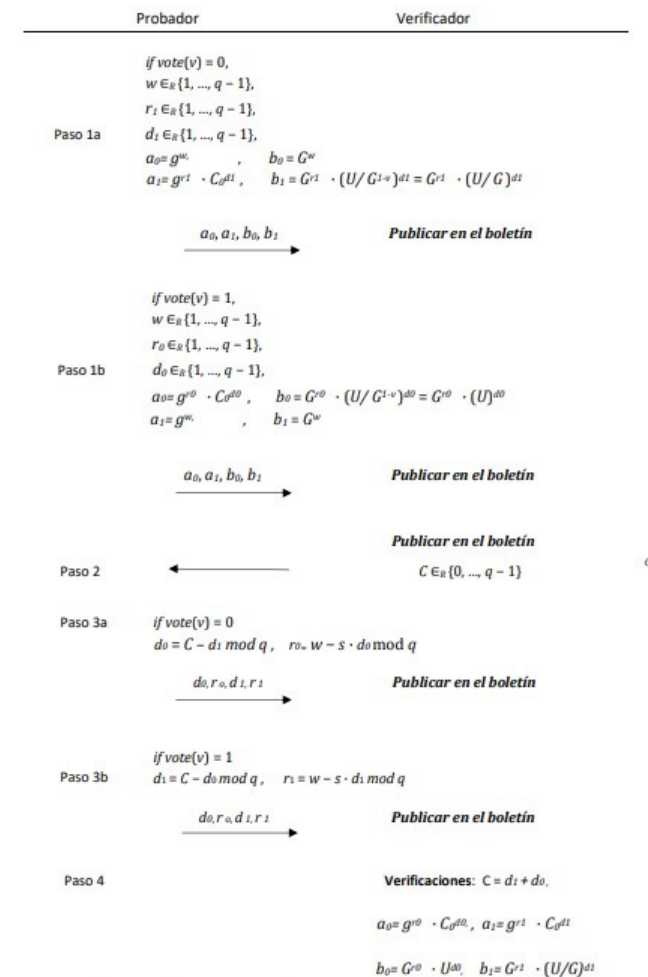 Probador Verificador
if vote(v) = 0,
w ∈R {1, ..., q − 1},
r₁ ∈R {1, ..., q − 1},
Paso 1a d₁ ∈R {1, ..., q − 1},
a₀= g^w, , b₀ = G^w
a₁= g^r1 · C₀^d1 , b₁ = G^r1 · (U/ G^1-v)^d1 = G^r1 · (U/G)^d1
a₀, a₁, b₀, b₁ Publicar en el boletín
if vote(v) = 1,
w ∈R {1, ..., q − 1},
r₀ ∈R {1, ..., q − 1},
Paso 1b d₀ ∈R {1, ..., q − 1},
a₀= g^r0 · C₀^d0 , b₀ = G^r0 · (U/ G^1-v)^d0 = G^r0 · (U)^d0
a₁= g^w, , b₁ = G^w
a₀, a₁, b₀, b₁ Publicar en el boletín
Publicar en el boletín
Paso 2 C ∈R {0, ..., q − 1}
Paso 3a if vote(v) = 0
d₀ = C − d₁ mod q , r₀= w − s · d₀ mod q
d₀, r₀, d₁, r₁ Publicar en el boletín
if vote(v) = 1
Paso 3b d₁ = C − d₀ mod q , r₁ = w − s · d₁ mod q
d₀, r₀, d₁, r₁ Publicar en el boletín
Paso 4 Verificaciones: C = d₁ + d₀,
a₀= g^r0 · C₀^d0, , a₁= g^r1 · C₀^d1
b₀= G^r0 · U^d0, b₁= G^r1 · (U/G)^d1